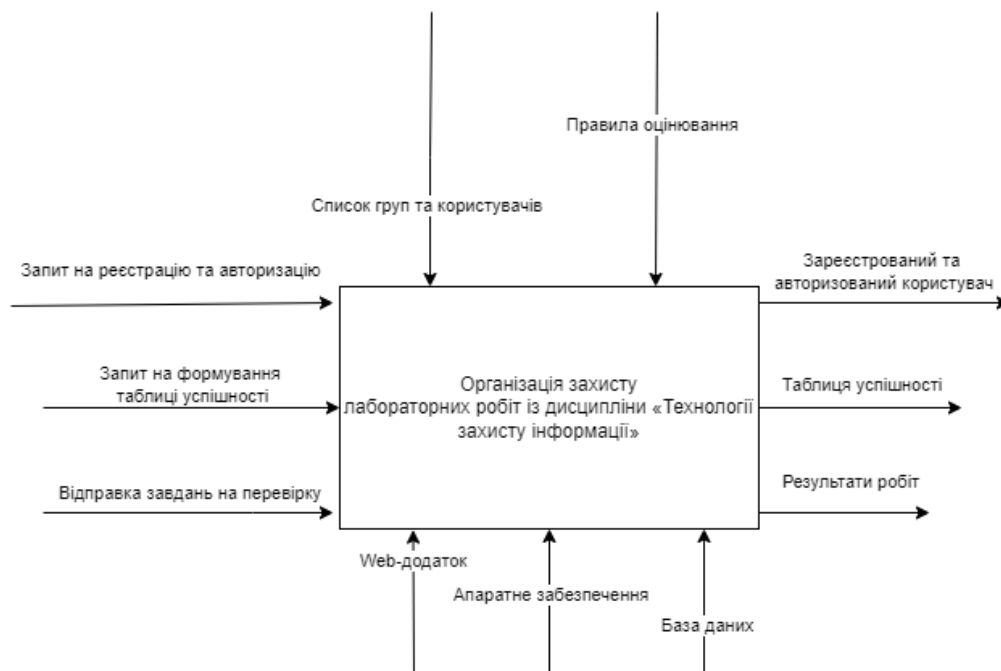 Правила оцінювання
Список груп та користувачів
Запит на реєстрацію та авторизацію
Зареєстрований та
авторизований користувач
Запит на формування
таблиці успішності
Організація захисту
лабораторних робіт із дисципліни «Технології
захисту інформації»
Таблиця успішності
Відправка завдань на перевірку
Результати робіт
Web-додаток
Апаратне забезпечення
База даних